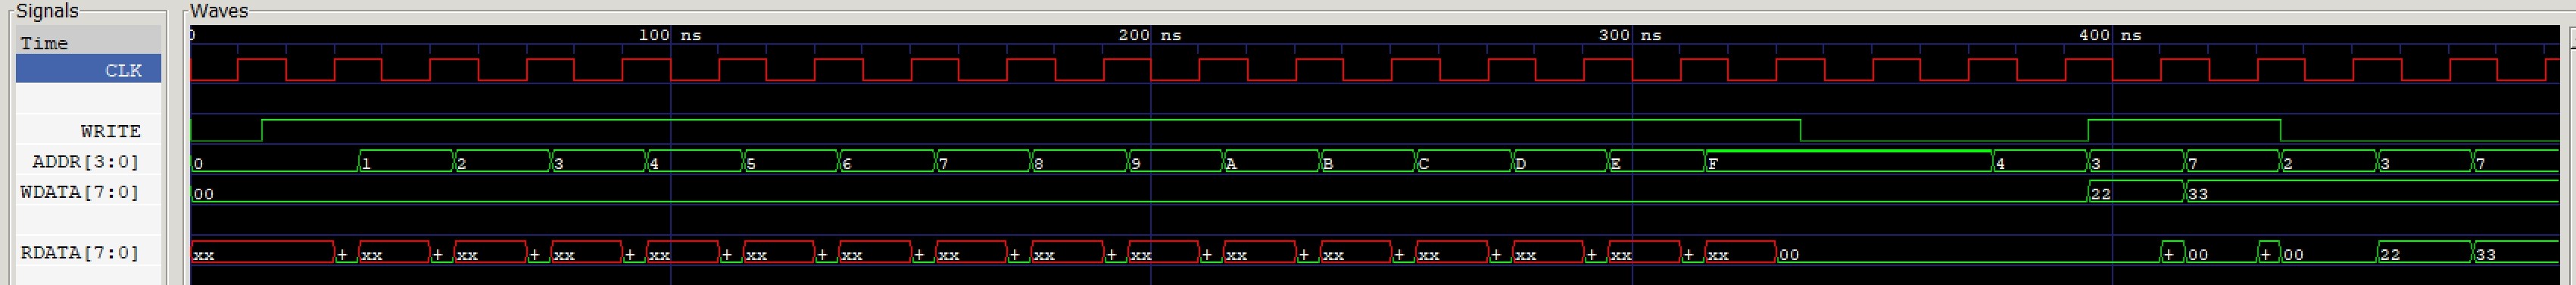 Signals Waves
Time 0 100 ns 200 ns 300 ns 400 ns
CLK
WRITE
ADDR[3:0] 0 1 2 3 4 5 6 7 8 9 A B C D E F 4 3 7 2 3 7
WDATA[7:0] 00 22 33
RDATA[7:0] xx + xx + xx + xx + xx + xx + xx + xx + xx + xx + xx + xx + xx + xx + xx + xx 00 + 00 + 00 22 33